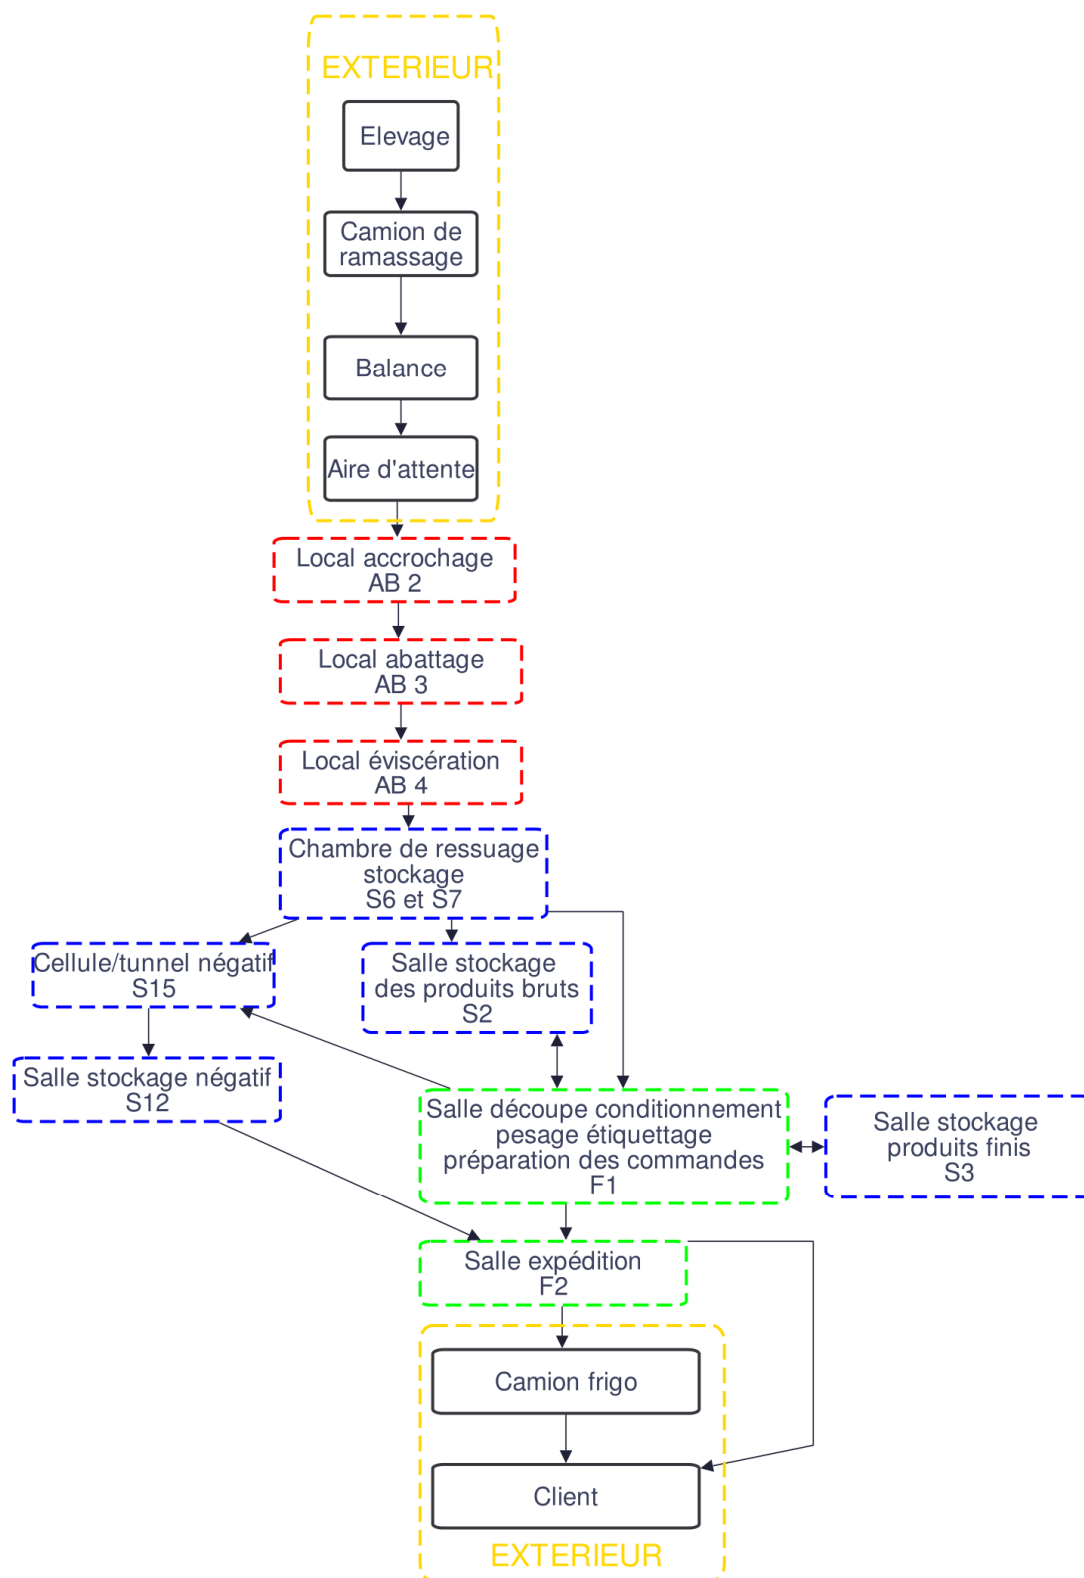 EXTERIEUR
Elevage
Camion de
ramassage
Balance
Aire d'attente
Local accrochage
AB 2
Local abattage
AB 3
Local éviscération
AB 4
Chambre de ressuage
stockage
S6 et S7
Cellule/tunnel négatif
S15
Salle stockage
des produits bruts
S2
Salle stockage négatif
S12
Salle découpe conditionnement
pesage étiquettage
préparation des commandes
F1
Salle stockage
produits finis
S3
Salle expédition
F2
Camion frigo
Client
EXTERIEUR